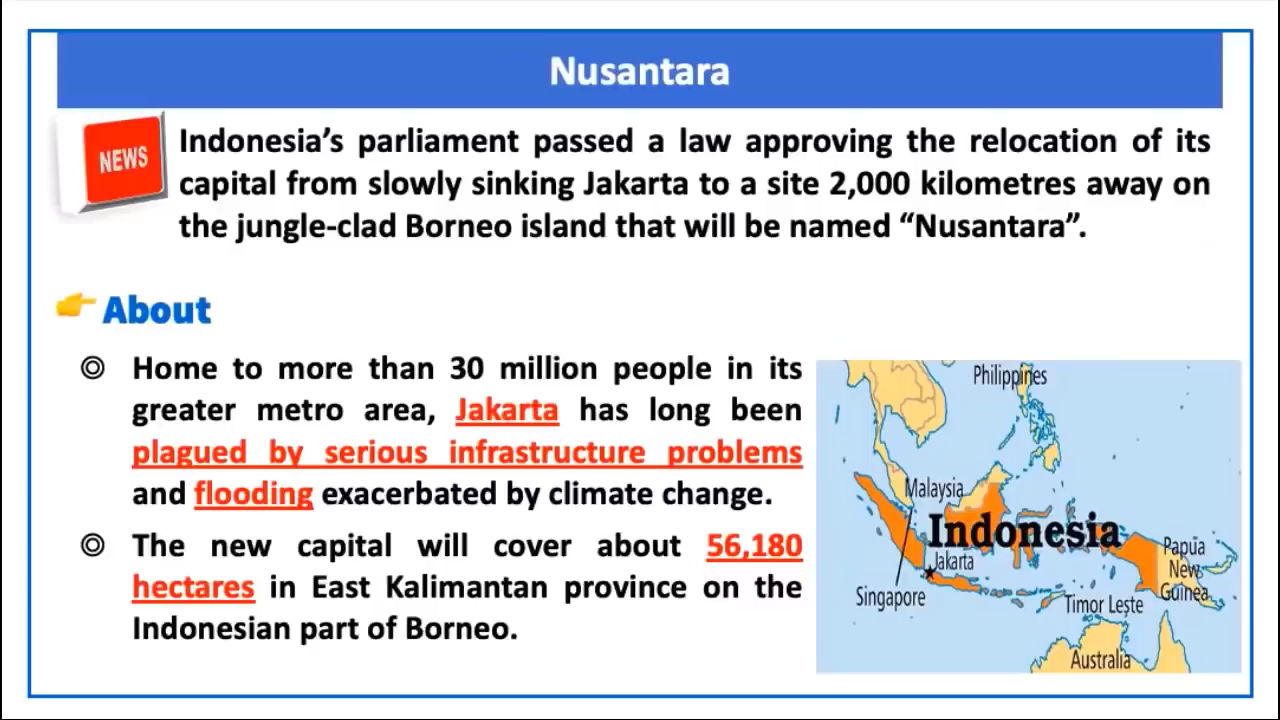 Nusantara
NEWS
Indonesia’s parliament passed a law approving the relocation of its
capital from slowly sinking Jakarta to a site 2,000 kilometres away on
the jungle-clad Borneo island that will be named “Nusantara”.
About
Home to more than 30 million people in its
greater metro area, Jakarta has long been
plagued by serious infrastructure problems
and flooding exacerbated by climate change.
The new capital will cover about 56,180
hectares in East Kalimantan province on the
Indonesian part of Borneo.
Philippines
Malaysia
Indonesia
Jakarta
Singapore
Papua
New
Guinea
Timor Leste
Australia